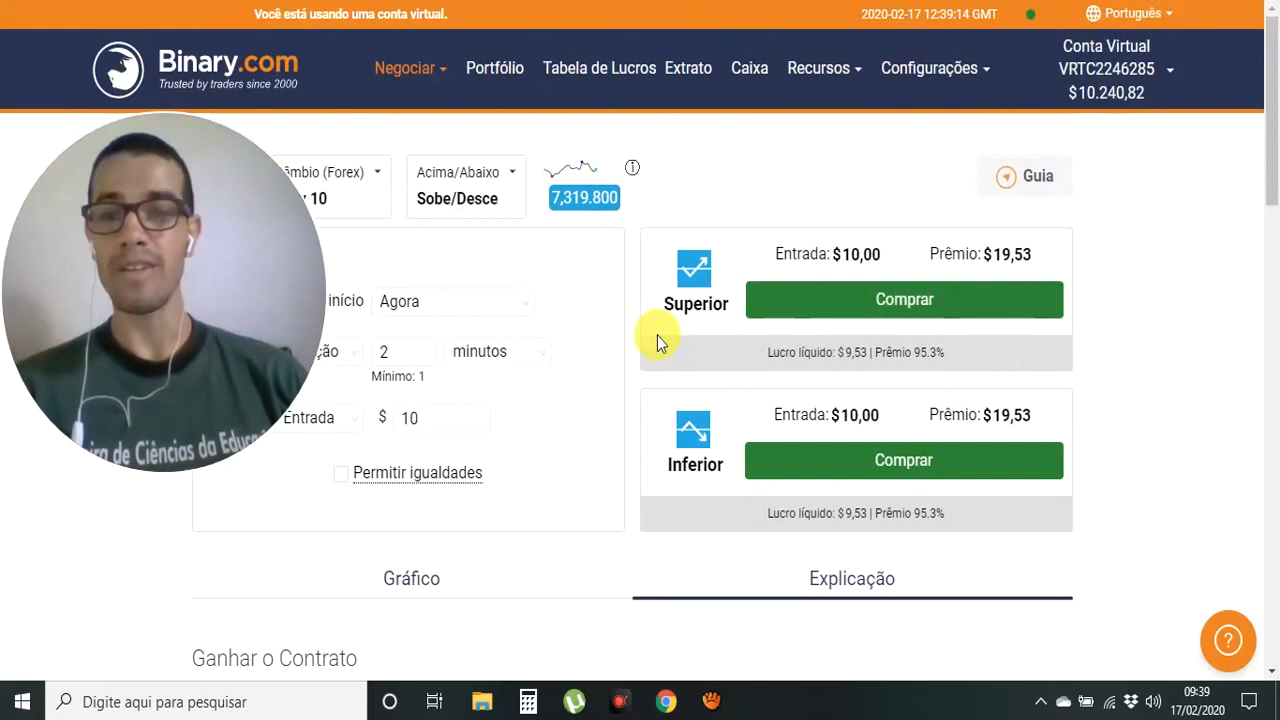 Você está usando uma conta virtual.
2020-02-17 12:39:14 GMT
Português
Binary.com
Trusted by traders since 2000
Negociar
Portfólio
Tabela de Lucros
Extrato
Caixa
Recursos
Configurações
Conta Virtual
VRTC2246285
$10.240,82
(Forex)
10
Acima/Abaixo
Sobe/Desce
7,319.800
Guia
início
Agora
2
minutos
Mínimo: 1
Entrada
$
10
Permitir igualdades
Superior
Entrada: $10,00
Prêmio: $19,53
Comprar
Lucro líquido: $9,53 | Prêmio 95.3%
Inferior
Entrada: $10,00
Prêmio: $19,53
Comprar
Lucro líquido: $9,53 | Prêmio 95.3%
de Ciências da
Gráfico
Explicação
Ganhar o Contrato
?
Digite aqui para pesquisar
09:39
17/02/2020